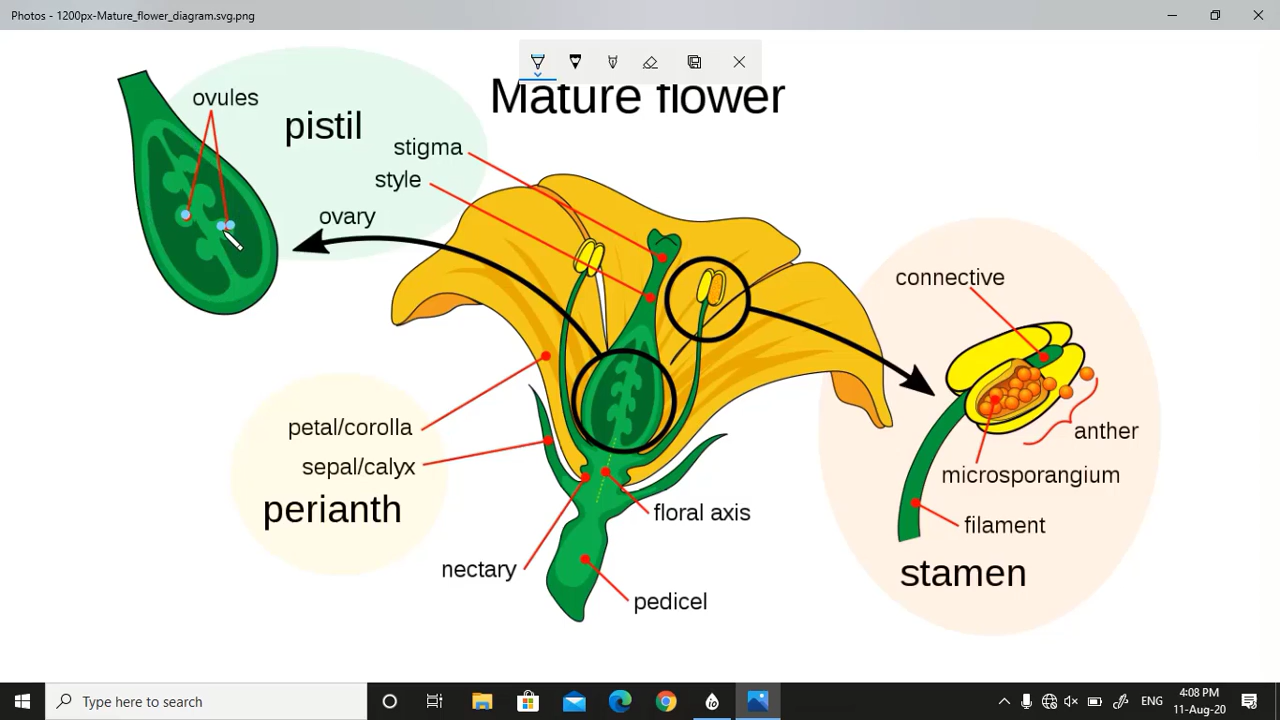 Photos - 1200px-Mature_flower_diagram.svg.png
Mature flower
ovules
pistil
stigma
style
ovary
connective
petal/corolla
anther
sepal/calyx
microsporangium
perianth
floral axis
filament
nectary
stamen
pedicel
Type here to search
io
ENG
4:08 PM
11-Aug-20